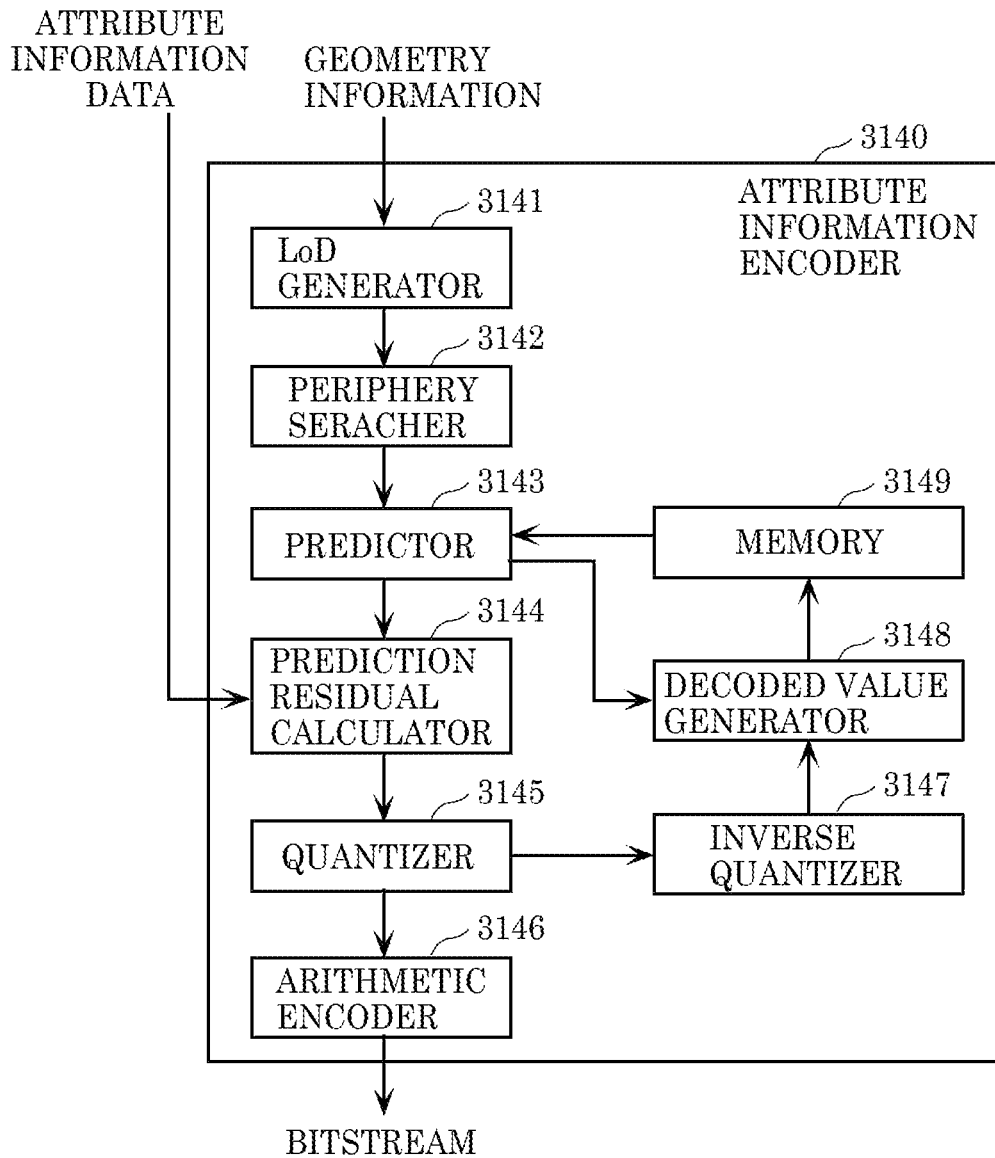 ATTRIBUTE
INFORMATION
DATA
GEOMETRY
INFORMATION
3140
ATTRIBUTE
INFORMATION
ENCODER
3141
LoD
GENERATOR
3142
PERIPHERY
SERACHER
3143
PREDICTOR
3149
MEMORY
3144
PREDICTION
RESIDUAL
CALCULATOR
3148
DECODED VALUE
GENERATOR
3145
QUANTIZER
3147
INVERSE
QUANTIZER
3146
ARITHMETIC
ENCODER
BITSTREAM